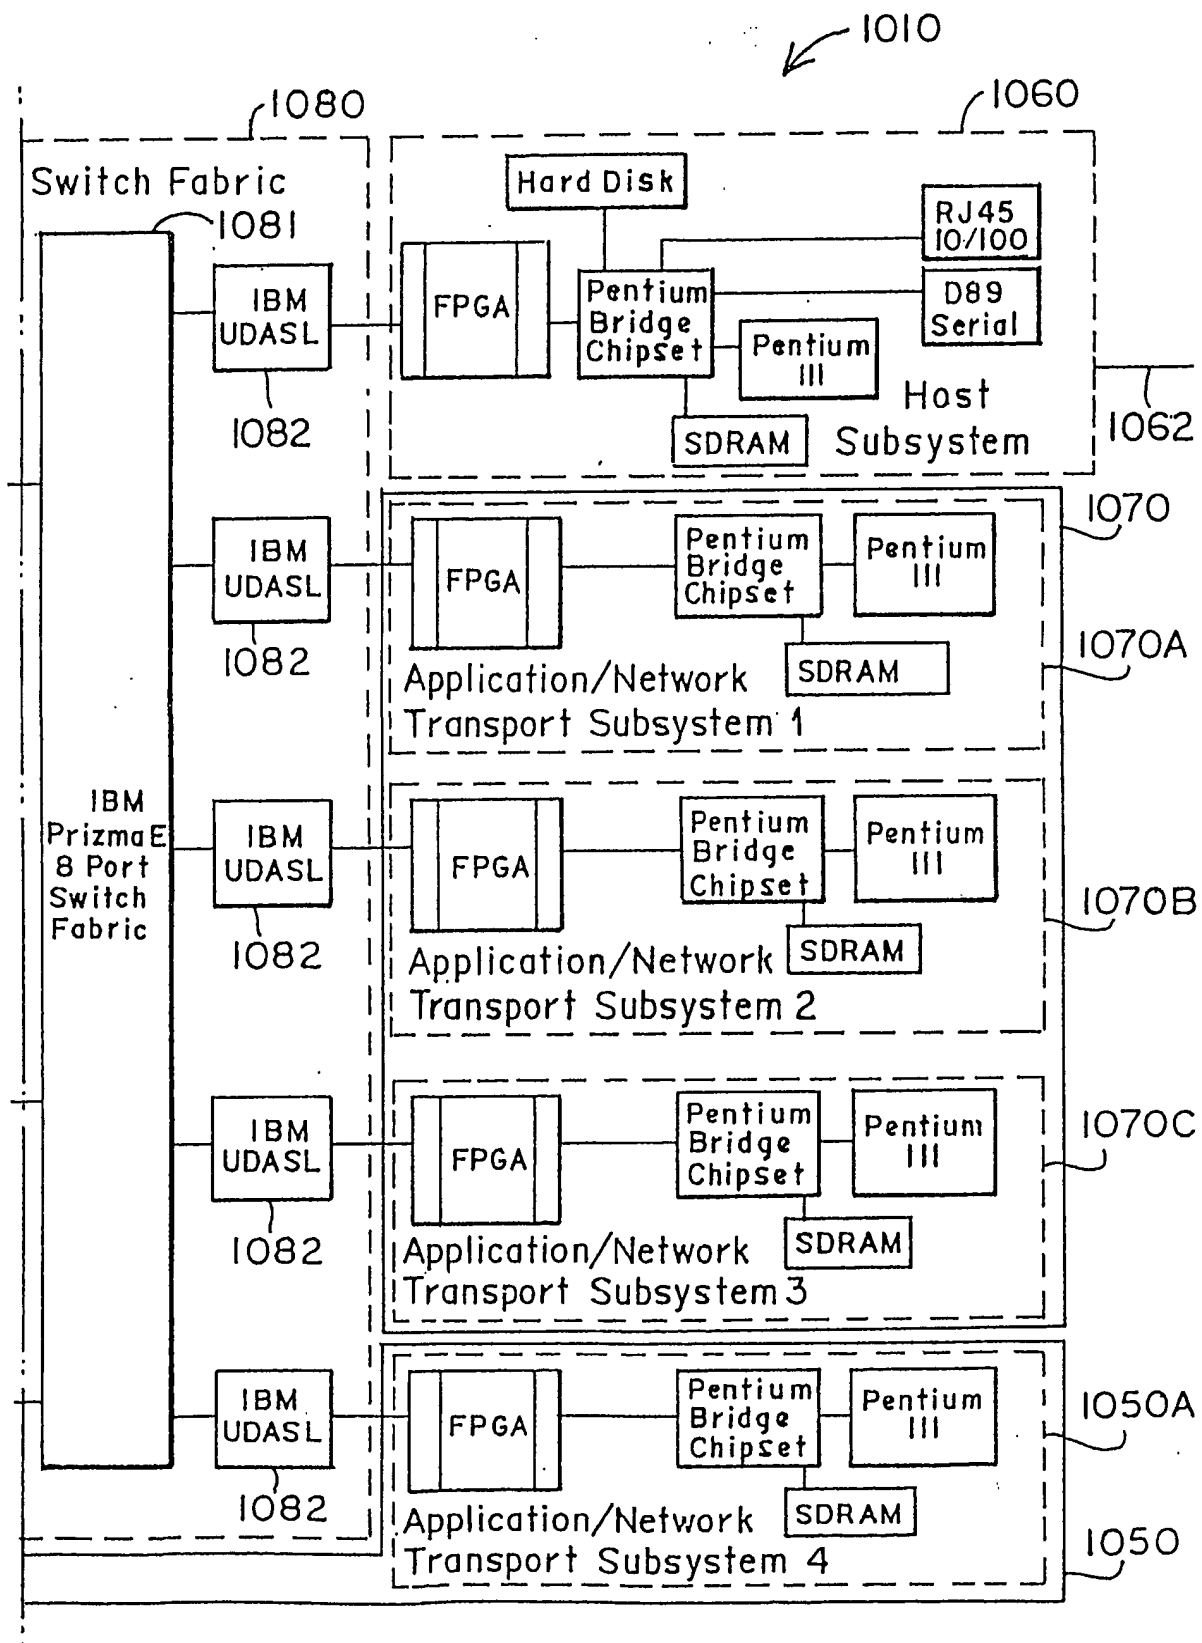 1010
1080
1060
Switch Fabric
1081
Hard Disk
RJ45
10/100
IBM
UDASL
FPGA
Pentium
Bridge
Chipset
D89
Serial
Pentium
III
1082
SDRAM
Host
Subsystem
1062
1070
IBM
UDASL
FPGA
Pentium
Bridge
Chipset
Pentium
III
1082
SDRAM
1070A
Application/Network
Transport Subsystem 1
IBM
PrizmaE
8 Port
Switch
Fabric
IBM
UDASL
FPGA
Pentium
Bridge
Chipset
Pentium
III
1070B
1082
SDRAM
Application/Network
Transport Subsystem 2
IBM
UDASL
FPGA
Pentium
Bridge
Chipset
Pentium
III
1070C
1082
SDRAM
Application/Network
Transport Subsystem 3
IBM
UDASL
FPGA
Pentium
Bridge
Chipset
Pentium
III
1050A
1082
SDRAM
Application/Network
Transport Subsystem 4
1050